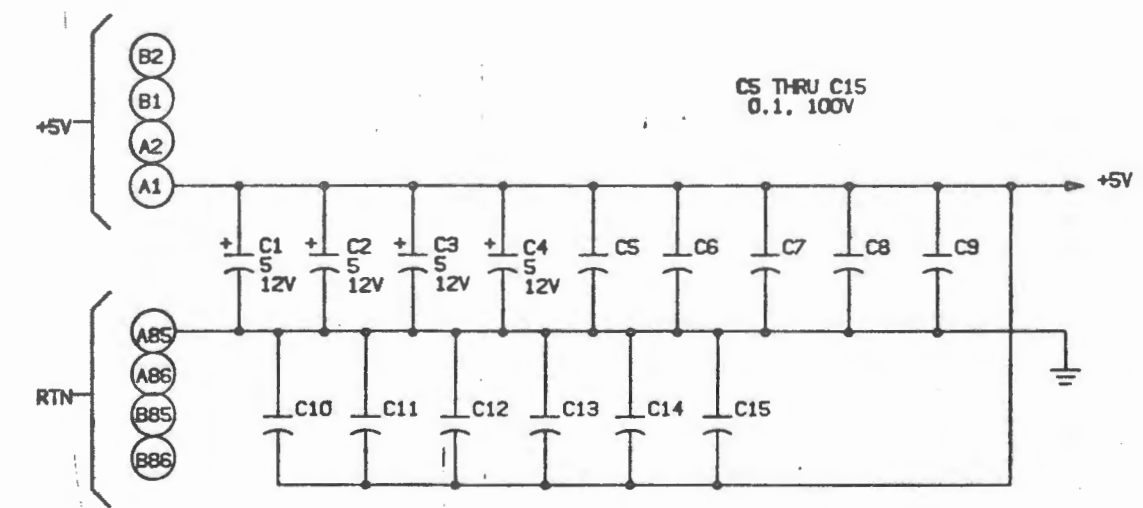 B2
B1
C5 THRU C15
0.1, 100V
+5V
A2
A1
+5V
+ C1
5
12V
+ C2
5
12V
+ C3
5
12V
+ C4
5
12V
C5
C6
C7
C8
C9
A85
A86
RTN
B85
B86
C10
C11
C12
C13
C14
C15